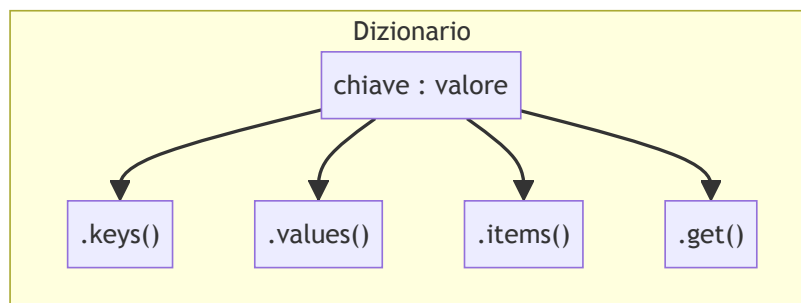 Dizionario
chiave : valore
.keys()
.values()
.items()
.get()